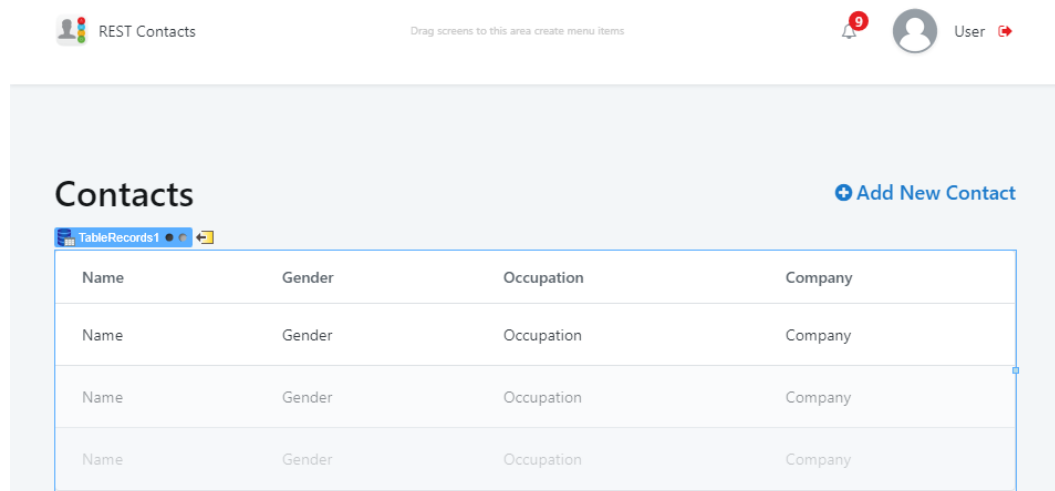 REST Contacts
Drag screens to this area create menu items
9
User
Contacts
Add New Contact
TableRecords1
Name Gender Occupation Company
Name Gender Occupation Company
Name Gender Occupation Company
Name Gender Occupation Company